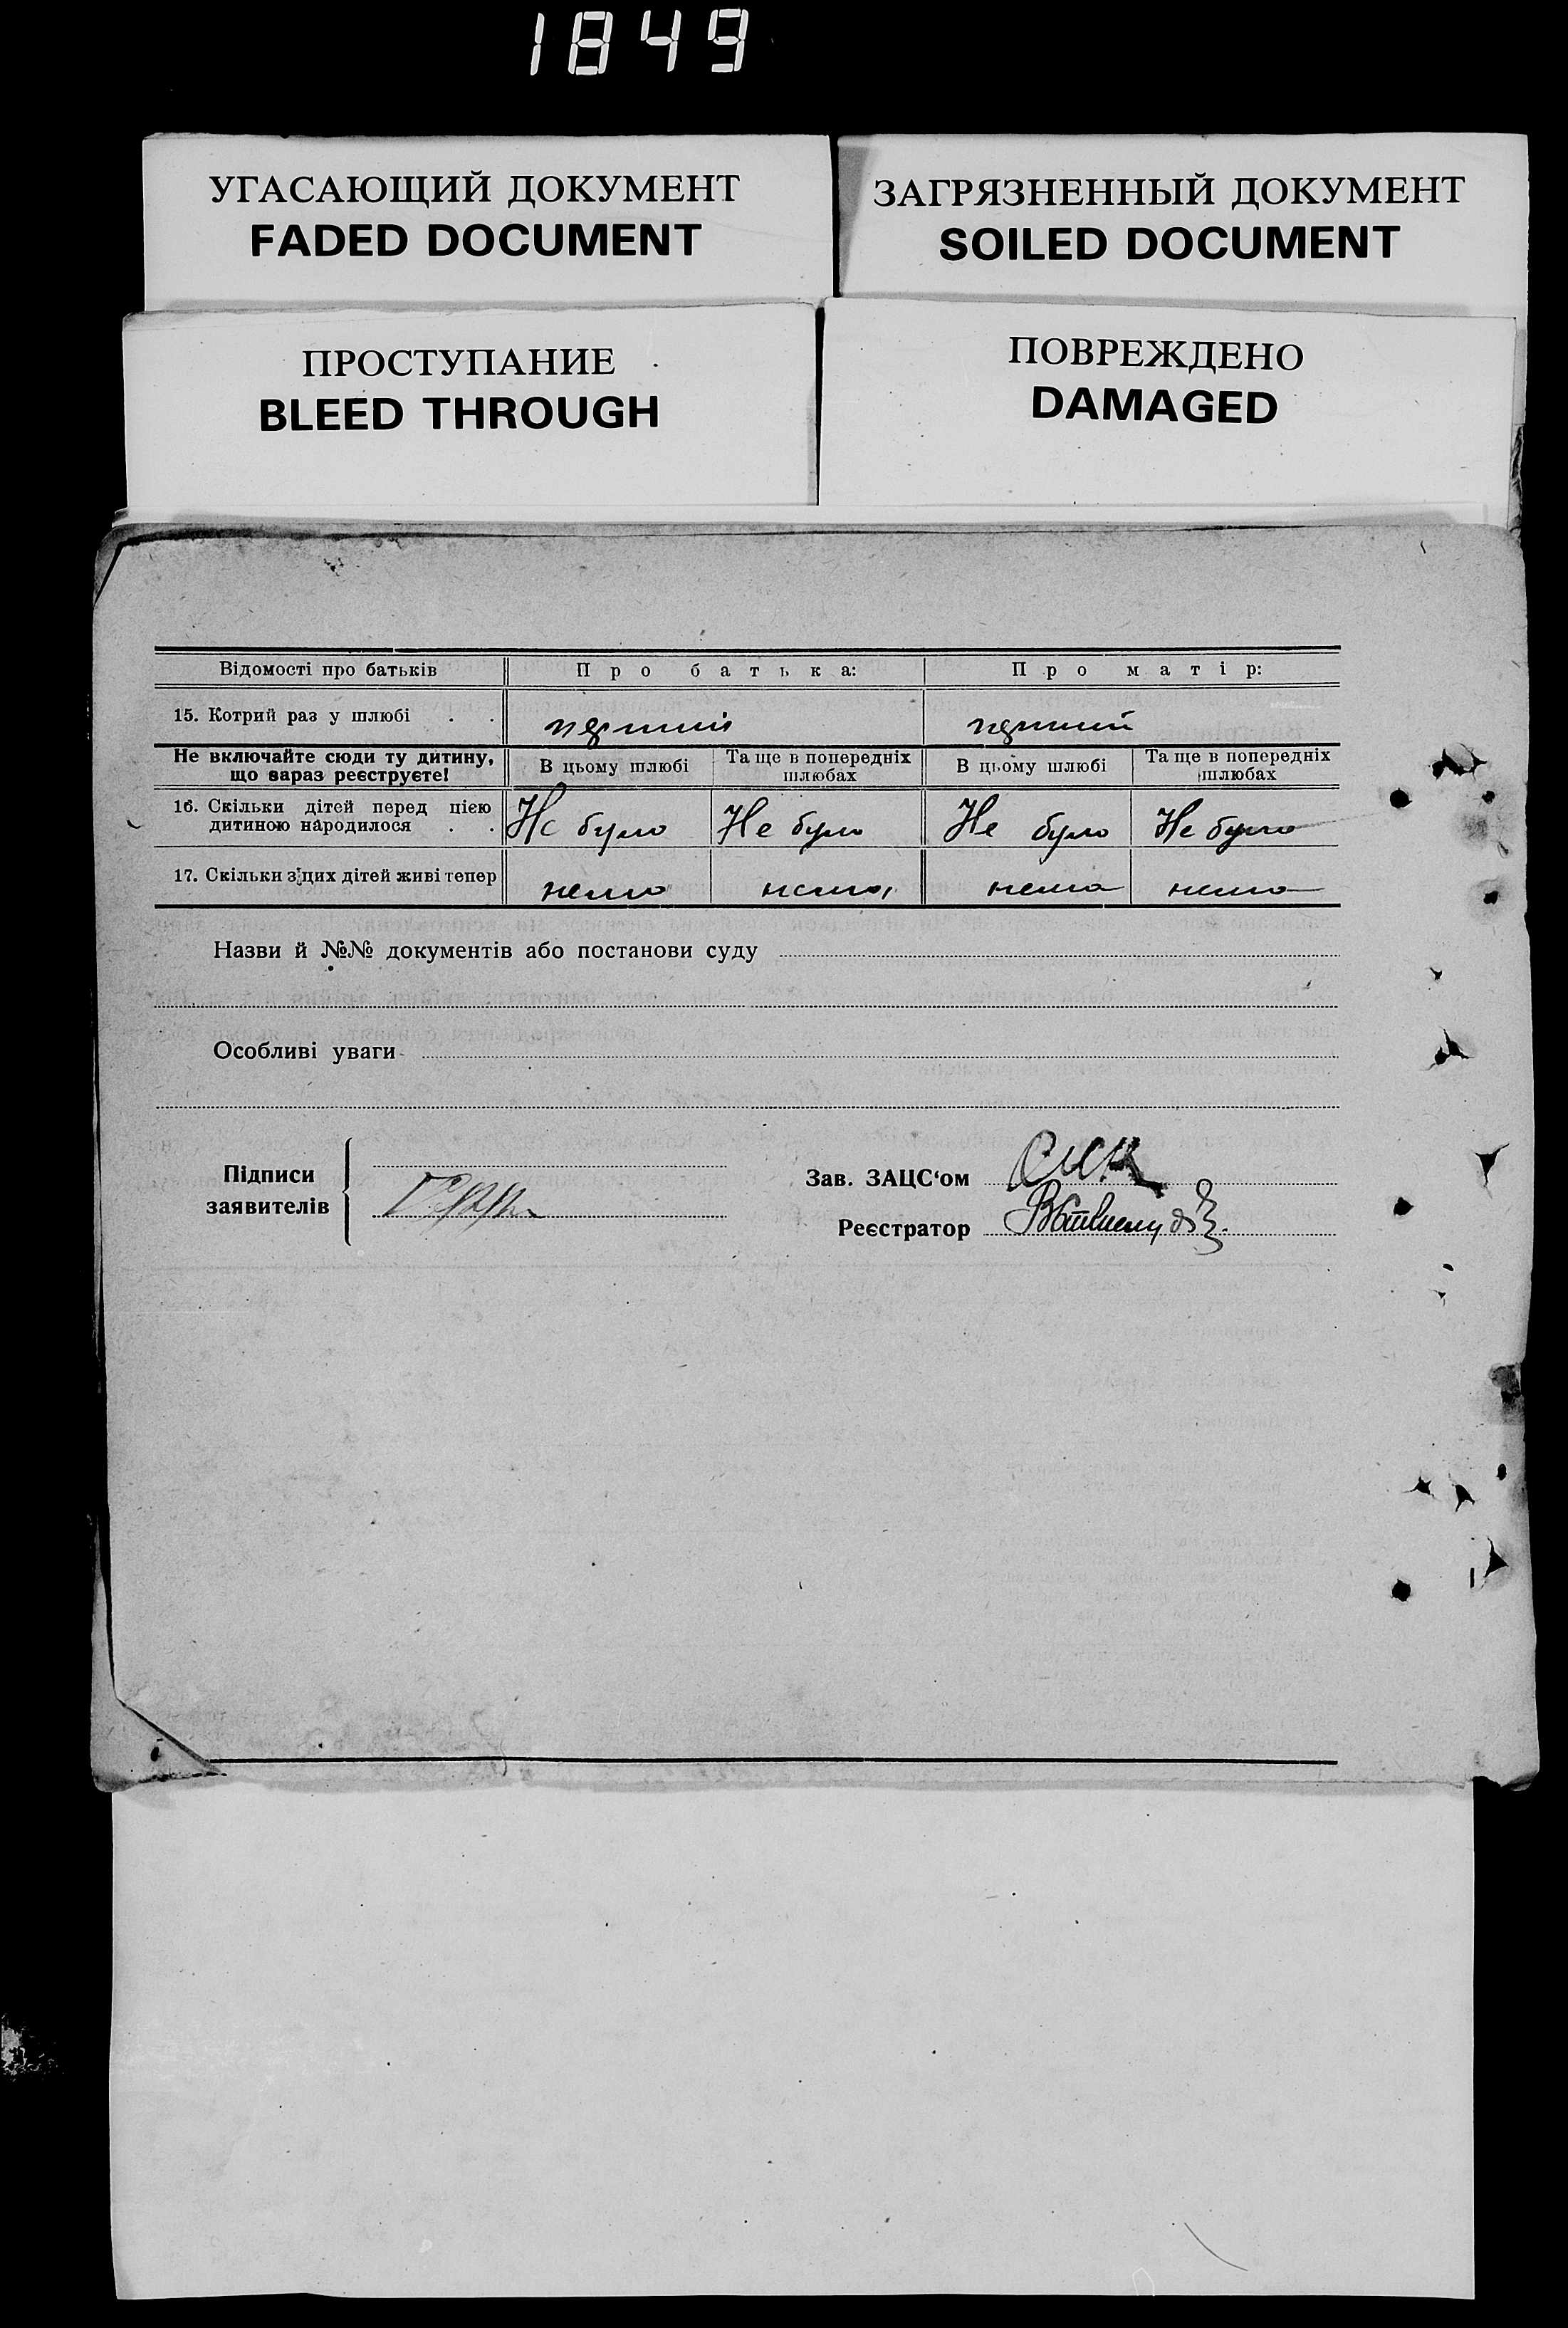 1849
УГАСАЮЩИЙ ДОКУМЕНТ
FADED DOCUMENT
ЗАГРЯЗНЕННЫЙ ДОКУМЕНТ
SOILED DOCUMENT
ПРОСТУПАНИЕ
BLEED THROUGH
ПОВРЕЖДЕНО
DAMAGED
Відомості про батьків Про батька: Про матір:
15. Котрий раз у шлюбі . . перший перший
Не включайте сюди ту дитину,
що вараз реєструєте!
В цьому шлюбі
Та ще в попередніх
шлюбах
В цьому шлюбі
Та ще в попередніх
шлюбах
16. Скільки дітей перед цією
дитиною народилося . .
Не було Не було Не було Не було
17. Скільки з цих дітей живі тепер нема нема нема нема
Назви й №№ документів або постанови суду
Особливі уваги
Підписи
заявителів
Зав. ЗАЦС'ом
Реєстратор